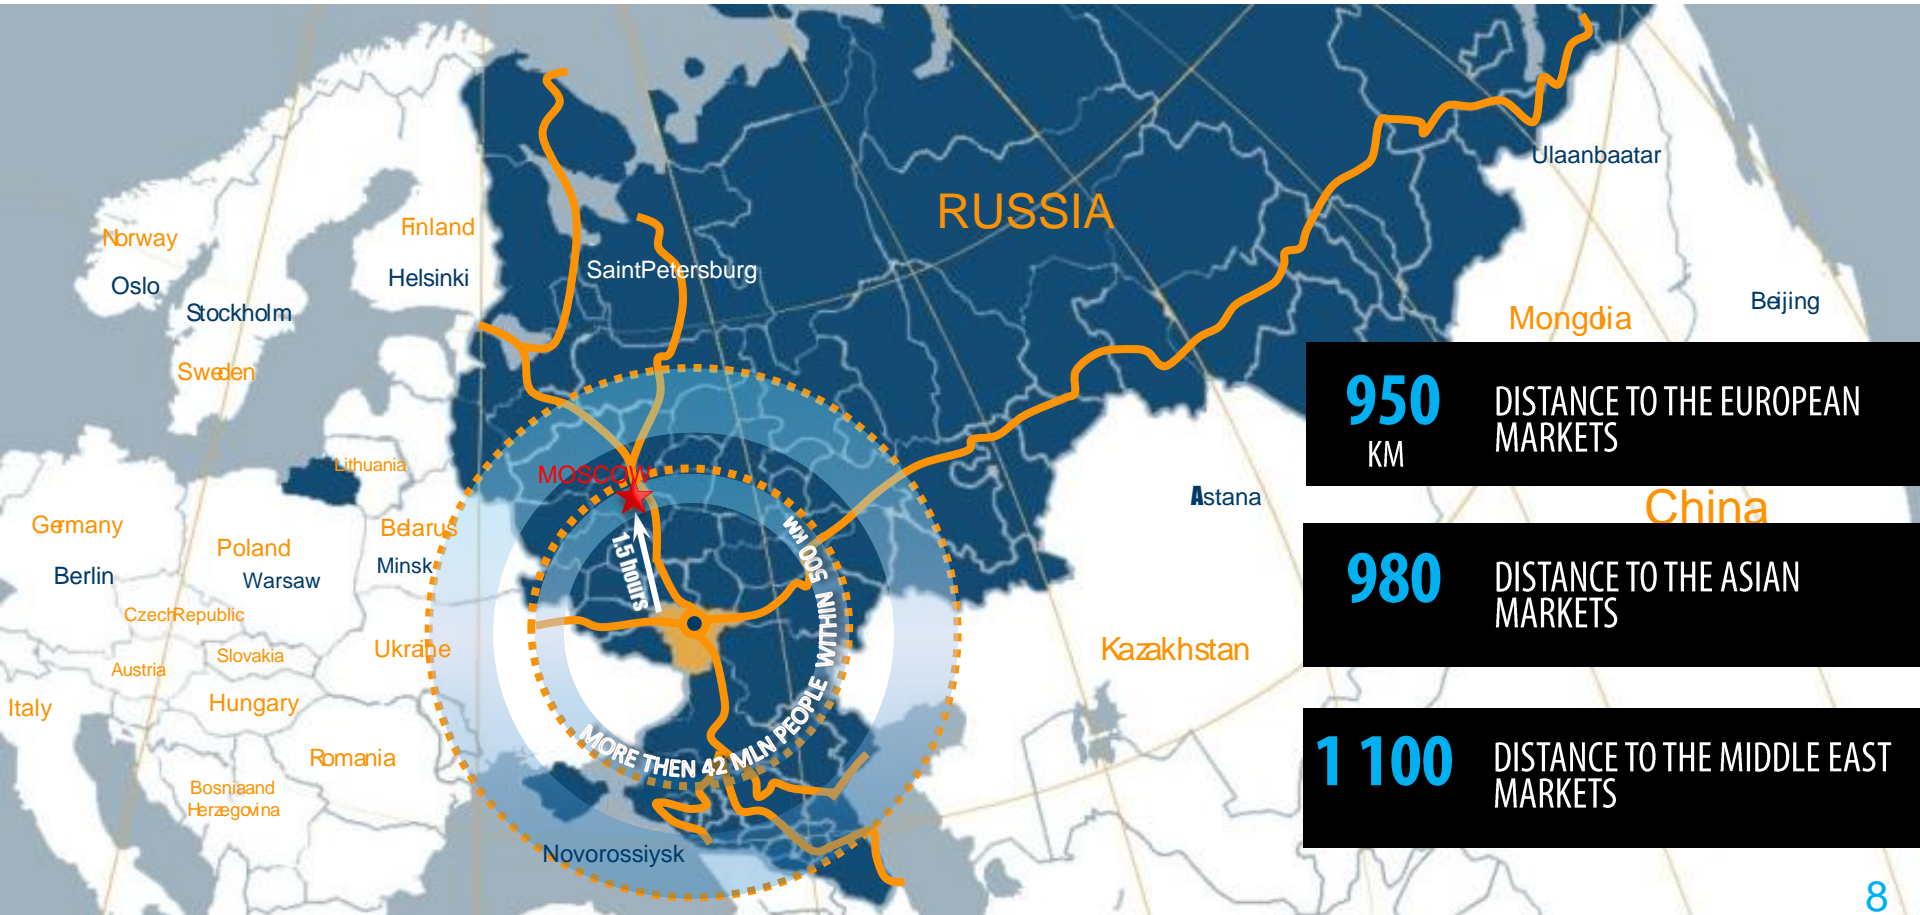 RUSSIA
Ulaanbaatar
Norway
Finland
Oslo
Helsinki
SaintPetersburg
Stockholm
Mongolia
Beijing
Sweden
950
KM
DISTANCE TO THE EUROPEAN
MARKETS
Lithuania
MOSCOW
Astana
China
Germany
Poland
Belarus
Berlin
Warsaw
Minsk
1.5 hours
980
DISTANCE TO THE ASIAN
MARKETS
CzechRepublic
Austria
Slovakia
Ukraine
Kazakhstan
Italy
Hungary
MORE THEN 42 MLN PEOPLE WITHIN 500 KM
Romania
1 100
DISTANCE TO THE MIDDLE EAST
MARKETS
Bosniaand
Herzegovina
Novorossiysk
8